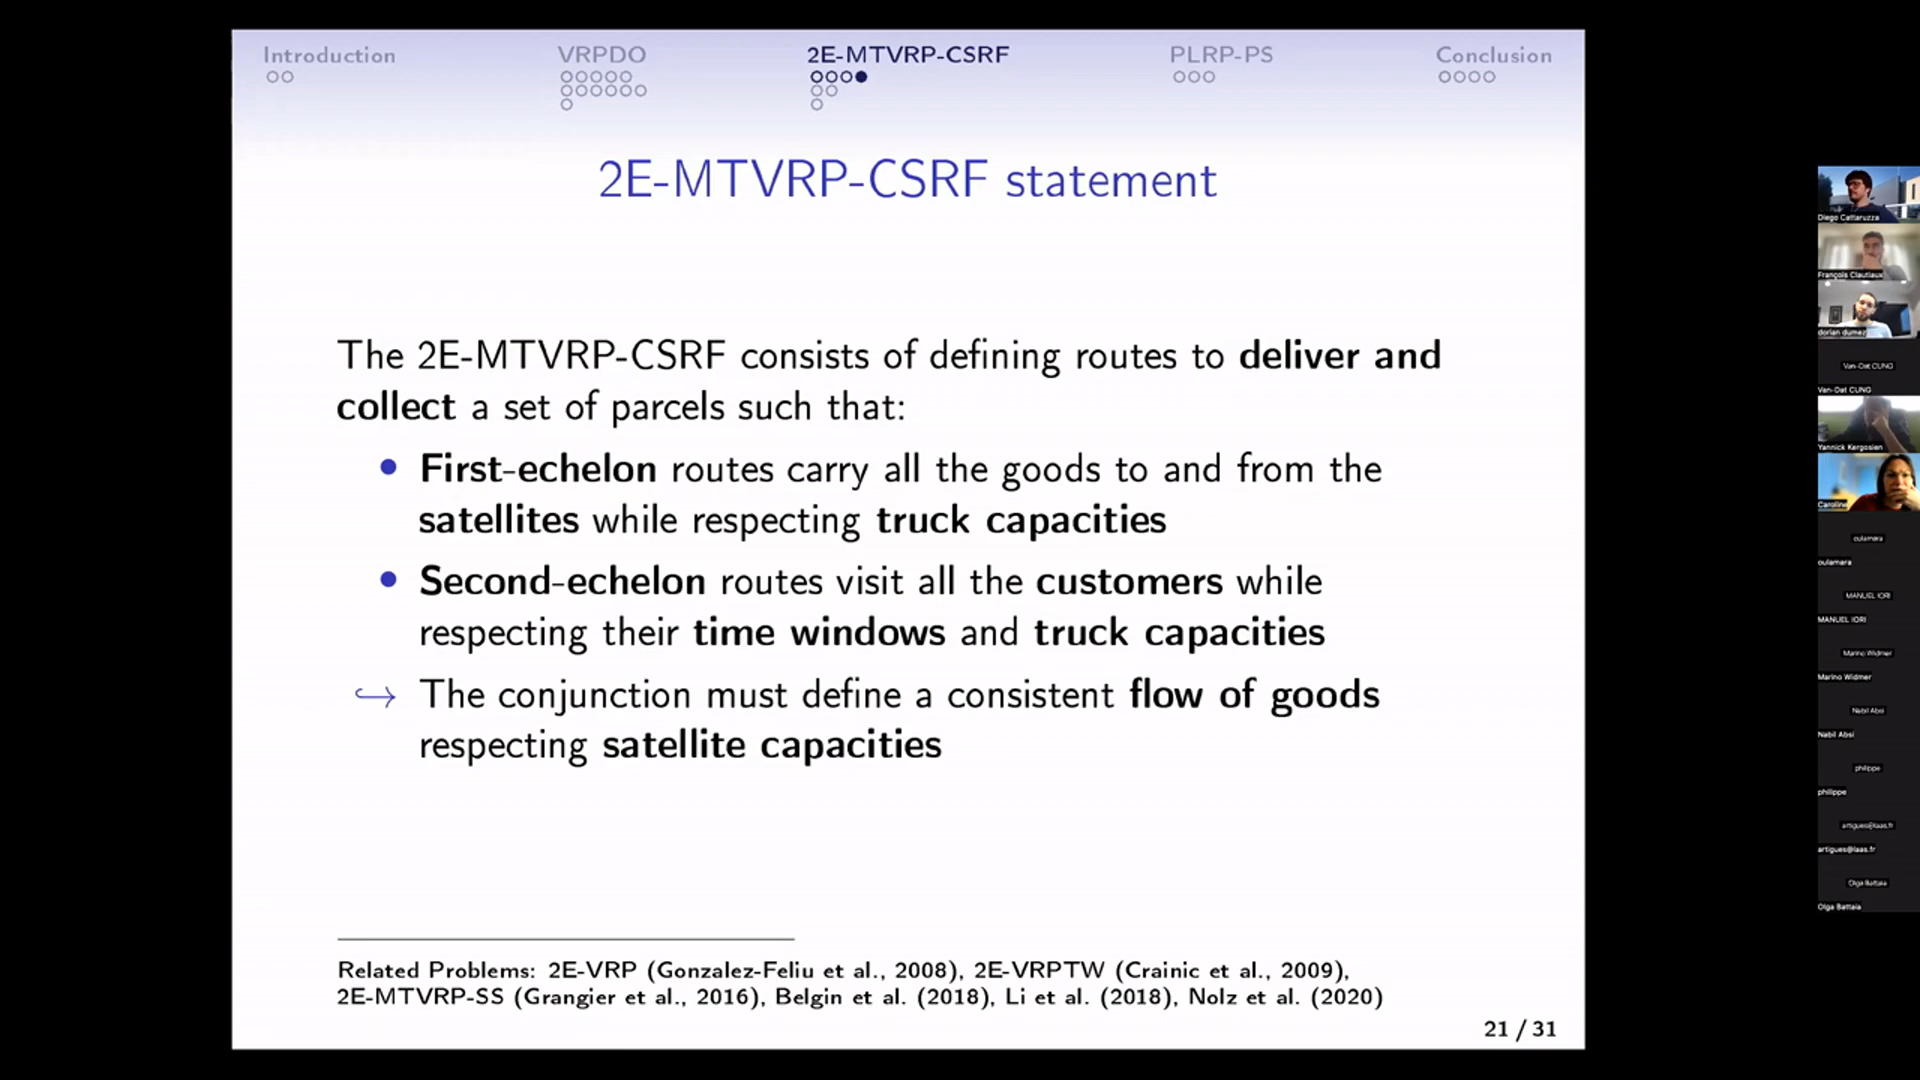 Introduction
VRPDO
2E-MTVRP-CSRF
PLRP-PS
Conclusion
2E-MTVRP-CSRF statement
The 2E-MTVRP-CSRF consists of defining routes to deliver and
collect a set of parcels such that:
First-echelon routes carry all the goods to and from the
satellites while respecting truck capacities
Second-echelon routes visit all the customers while
respecting their time windows and truck capacities
↪ The conjunction must define a consistent flow of goods
respecting satellite capacities
Related Problems: 2E-VRP (Gonzalez-Feliu et al., 2008), 2E-VRPTW (Crainic et al., 2009),
2E-MTVRP-SS (Grangier et al., 2016), Belgin et al. (2018), Li et al. (2018), Nolz et al. (2020)
21 / 31
Diego Cattaruzza
François Clautiaux
dorian dumez
Van-Dat CUNG
Van-Dat CUNG
Yannick Kergosien
Caroline
oulamara
oulamara
MANUEL IORI
MANUEL IORI
Marino Widmer
Marino Widmer
Nabil Absi
Nabil Absi
philippe
philippe
artigues@laas.fr
artigues@laas.fr
Olga Battaia
Olga Battaia